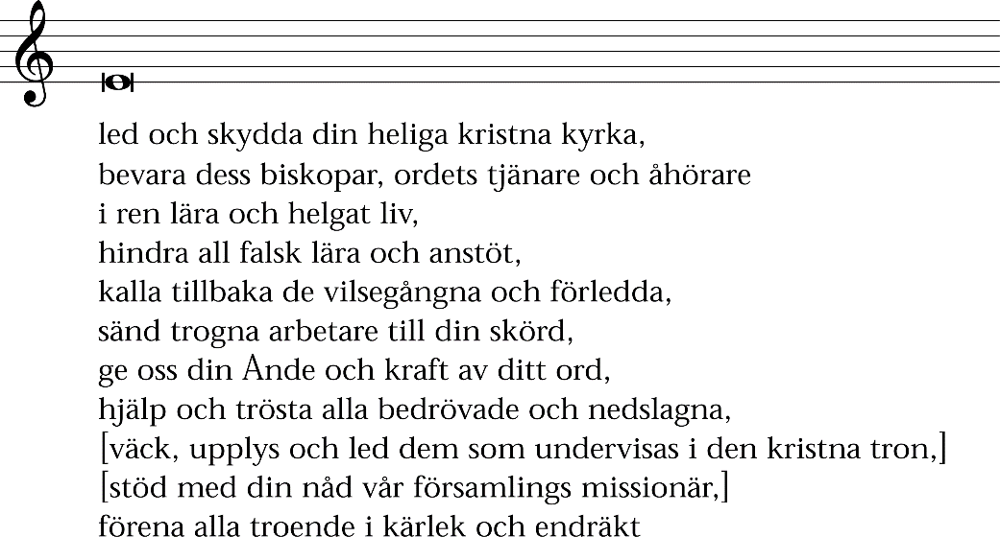 led och skydda din heliga kristna kyrka,
bevara dess biskopar, ordets tjänare och åhörare
i ren lära och helgat liv,
hindra all falsk lära och anstöt,
kalla tillbaka de vilsegångna och förledda,
sänd trogna arbetare till din skörd,
ge oss din Ande och kraft av ditt ord,
hjälp och trösta alla bedrövade och nedslagna,
[väck, upplys och led dem som undervisas i den kristna tron,]
[stöd med din nåd vår församlings missionär,]
förena alla troende i kärlek och endräkt